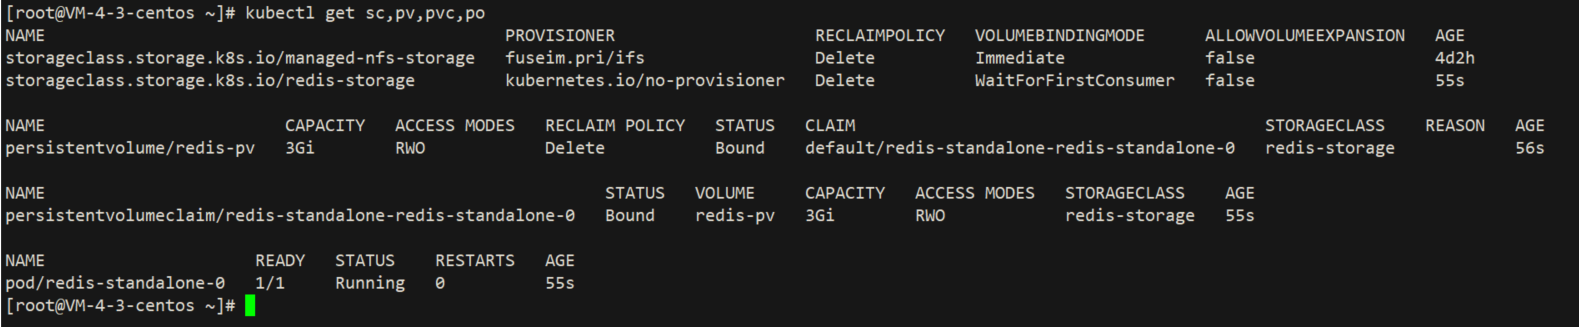 [root@VM-4-3-centos ~]# kubectl get sc,pv,pvc,po
NAME PROVISIONER RECLAIMPOLICY VOLUMEBINDINGMODE ALLOWVOLUMEEXPANSION AGE
storageclass.storage.k8s.io/managed-nfs-storage fuseim.pri/ifs Delete Immediate false 4d2h
storageclass.storage.k8s.io/redis-storage kubernetes.io/no-provisioner Delete WaitForFirstConsumer false 55s
NAME CAPACITY ACCESS MODES RECLAIM POLICY STATUS CLAIM STORAGECLASS REASON AGE
persistentvolume/redis-pv 3Gi RWO Delete Bound default/redis-standalone-redis-standalone-0 redis-storage 56s
NAME STATUS VOLUME CAPACITY ACCESS MODES STORAGECLASS AGE
persistentvolumeclaim/redis-standalone-redis-standalone-0 Bound redis-pv 3Gi RWO redis-storage 55s
NAME READY STATUS RESTARTS AGE
pod/redis-standalone-0 1/1 Running 0 55s
[root@VM-4-3-centos ~]#